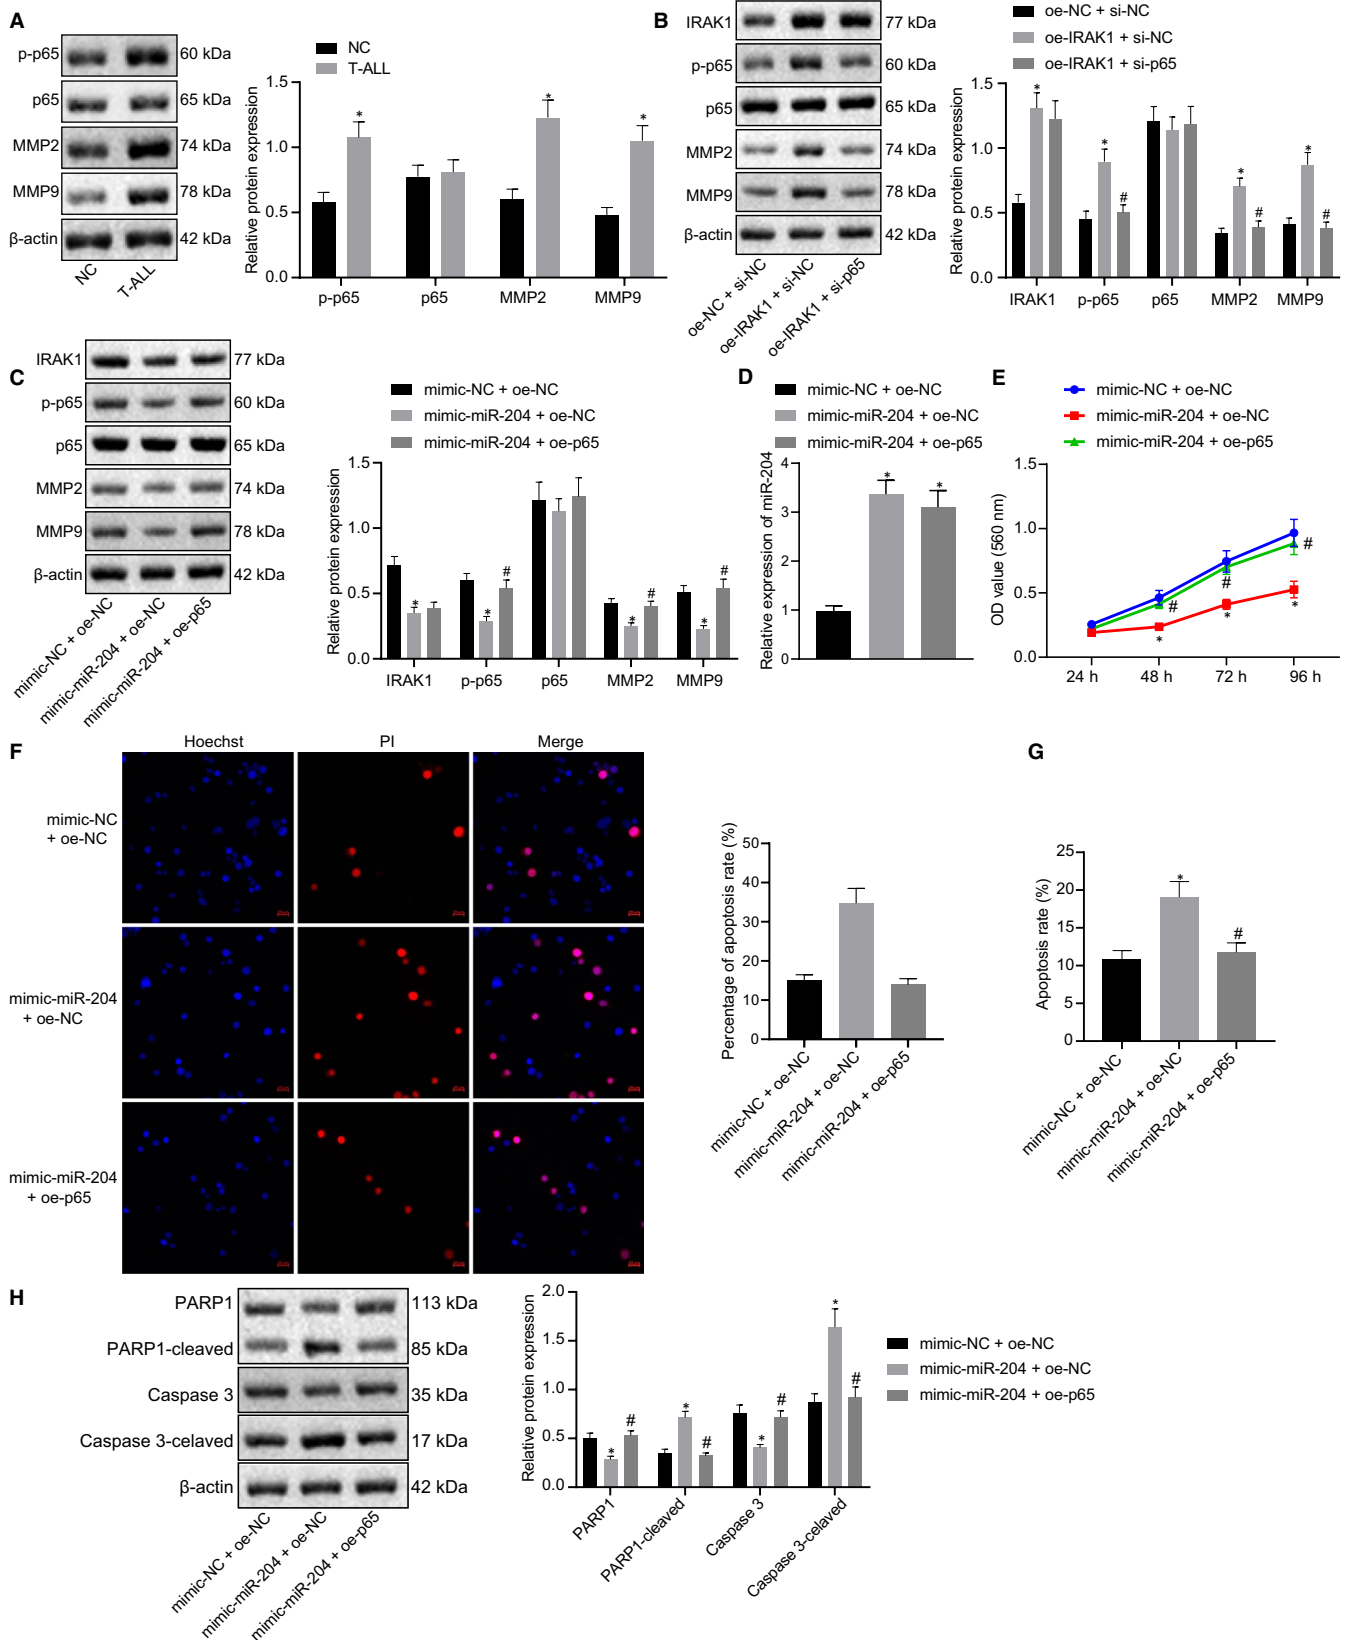 A
p-p65 60 kDa
p65 65 kDa
MMP2 74 kDa
MMP9 78 kDa
β-actin 42 kDa
NC T-ALL
NC
T-ALL
Relative protein expression
1.5
1.0
0.5
0.0
* * *
p-p65 p65 MMP2 MMP9
B
IRAK1 77 kDa
p-p65 60 kDa
p65 65 kDa
MMP2 74 kDa
MMP9 78 kDa
β-actin 42 kDa
oe-NC + si-NC
oe-IRAK1 + si-NC
oe-IRAK1 + si-p65
oe-NC + si-NC
oe-IRAK1 + si-NC
oe-IRAK1 + si-p65
Relative protein expression
1.5
1.0
0.5
0.0
* * # * # * #
IRAK1 p-p65 p65 MMP2 MMP9
C
IRAK1 77 kDa
p-p65 60 kDa
p65 65 kDa
MMP2 74 kDa
MMP9 78 kDa
β-actin 42 kDa
mimic-NC + oe-NC
mimic-miR-204 + oe-NC
mimic-miR-204 + oe-p65
mimic-NC + oe-NC
mimic-miR-204 + oe-NC
mimic-miR-204 + oe-p65
Relative protein expression
1.5
1.0
0.5
0.0
* * # * # * #
IRAK1 p-p65 p65 MMP2 MMP9
D
mimic-NC + oe-NC
mimic-miR-204 + oe-NC
mimic-miR-204 + oe-p65
Relative expression of miR-204
4
3
2
1
0
* *
E
mimic-NC + oe-NC
mimic-miR-204 + oe-NC
mimic-miR-204 + oe-p65
OD value (560 nm)
1.5
1.0
0.5
0.0
# # #
* * *
24 h 48 h 72 h 96 h
F
Hoechst PI Merge
mimic-NC
+ oe-NC
mimic-miR-204
+ oe-NC
mimic-miR-204
+ oe-p65
Percentage of apoptosis rate (%)
50
40
30
20
10
0
mimic-NC + oe-NC
mimic-miR-204 + oe-NC
mimic-miR-204 + oe-p65
G
Apoptosis rate (%)
25
20
15
10
5
0
* #
mimic-NC + oe-NC
mimic-miR-204 + oe-NC
mimic-miR-204 + oe-p65
H
PARP1 113 kDa
PARP1-cleaved 85 kDa
Caspase 3 35 kDa
Caspase 3-celaved 17 kDa
β-actin 42 kDa
mimic-NC + oe-NC
mimic-miR-204 + oe-NC
mimic-miR-204 + oe-p65
Relative protein expression
2.0
1.5
1.0
0.5
0.0
* # * # * # * #
PARP1
PARP1-cleaved
Caspase 3
Caspase 3-celaved
mimic-NC + oe-NC
mimic-miR-204 + oe-NC
mimic-miR-204 + oe-p65